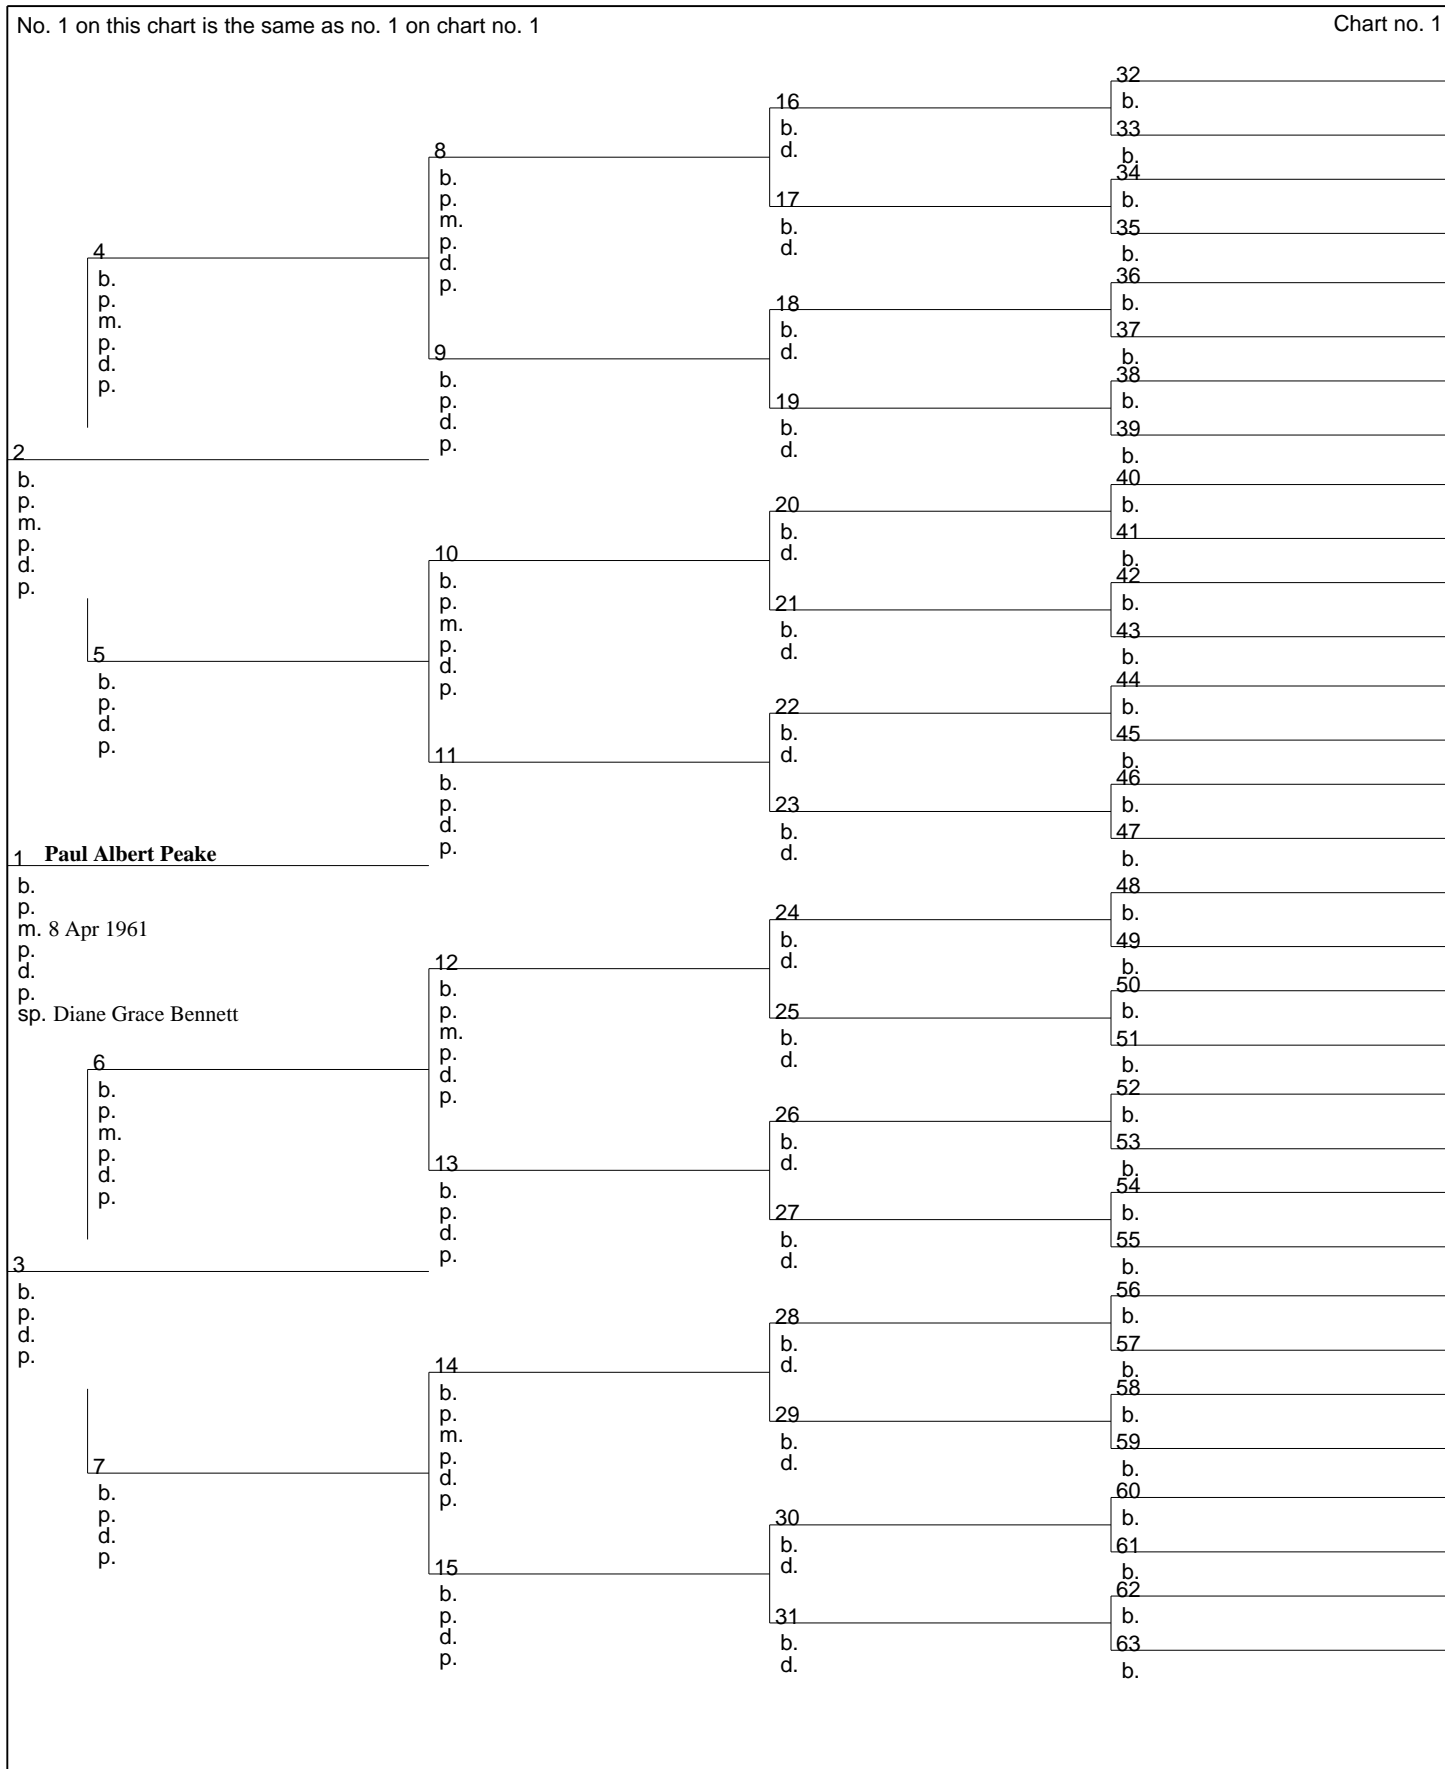 No. 1 on this chart is the same as no. 1 on chart no. 1
Chart no. 1
2
b.
p.
m.
p.
d.
p.
1 Paul Albert Peake
b.
p.
m. 8 Apr 1961
p.
d.
p.
sp. Diane Grace Bennett
3
b.
p.
d.
p.
4
b.
p.
m.
p.
d.
p.
5
b.
p.
d.
p.
6
b.
p.
m.
p.
d.
p.
7
b.
p.
d.
p.
8
b.
p.
m.
p.
d.
p.
9
b.
p.
d.
p.
10
b.
p.
m.
p.
d.
p.
11
b.
p.
d.
p.
12
b.
p.
m.
p.
d.
p.
13
b.
p.
d.
p.
14
b.
p.
m.
p.
d.
p.
15
b.
p.
d.
p.
16
b.
d.
17
b.
d.
18
b.
d.
19
b.
d.
20
b.
d.
21
b.
d.
22
b.
d.
23
b.
d.
24
b.
d.
25
b.
d.
26
b.
d.
27
b.
d.
28
b.
d.
29
b.
d.
30
b.
d.
31
b.
d.
32
b.
33
b.
34
b.
35
b.
36
b.
37
b.
38
b.
39
b.
40
b.
41
b.
42
b.
43
b.
44
b.
45
b.
46
b.
47
b.
48
b.
49
b.
50
b.
51
b.
52
b.
53
b.
54
b.
55
b.
56
b.
57
b.
58
b.
59
b.
60
b.
61
b.
62
b.
63
b.